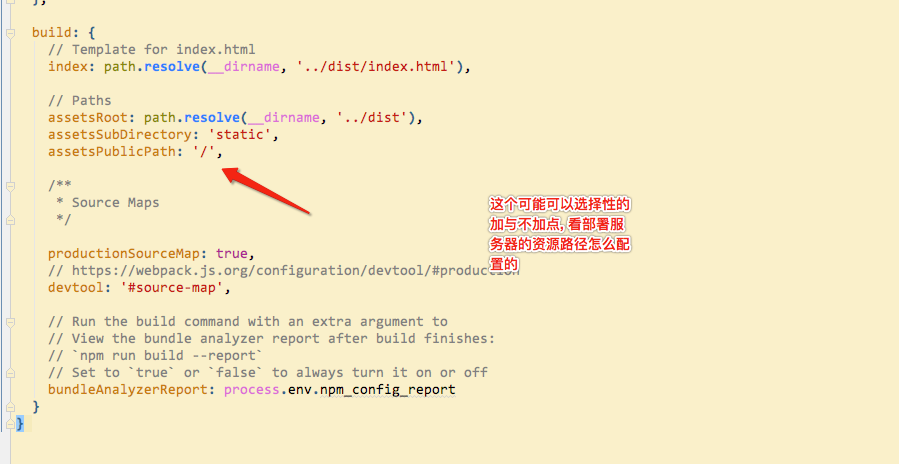 },
build: {
// Template for index.html
index: path.resolve(__dirname, '../dist/index.html'),
// Paths
assetsRoot: path.resolve(__dirname, '../dist'),
assetsSubDirectory: 'static',
assetsPublicPath: '/',
/**
* Source Maps
*/
这个可能可以选择性的
加与不加点, 看部署服
务器的资源路径怎么配
置的
productionSourceMap: true,
// https://webpack.js.org/configuration/devtool/#production
devtool: '#source-map',
// Run the build command with an extra argument to
// View the bundle analyzer report after build finishes:
// `npm run build --report`
// Set to `true` or `false` to always turn it on or off
bundleAnalyzerReport: process.env.npm_config_report
}
}